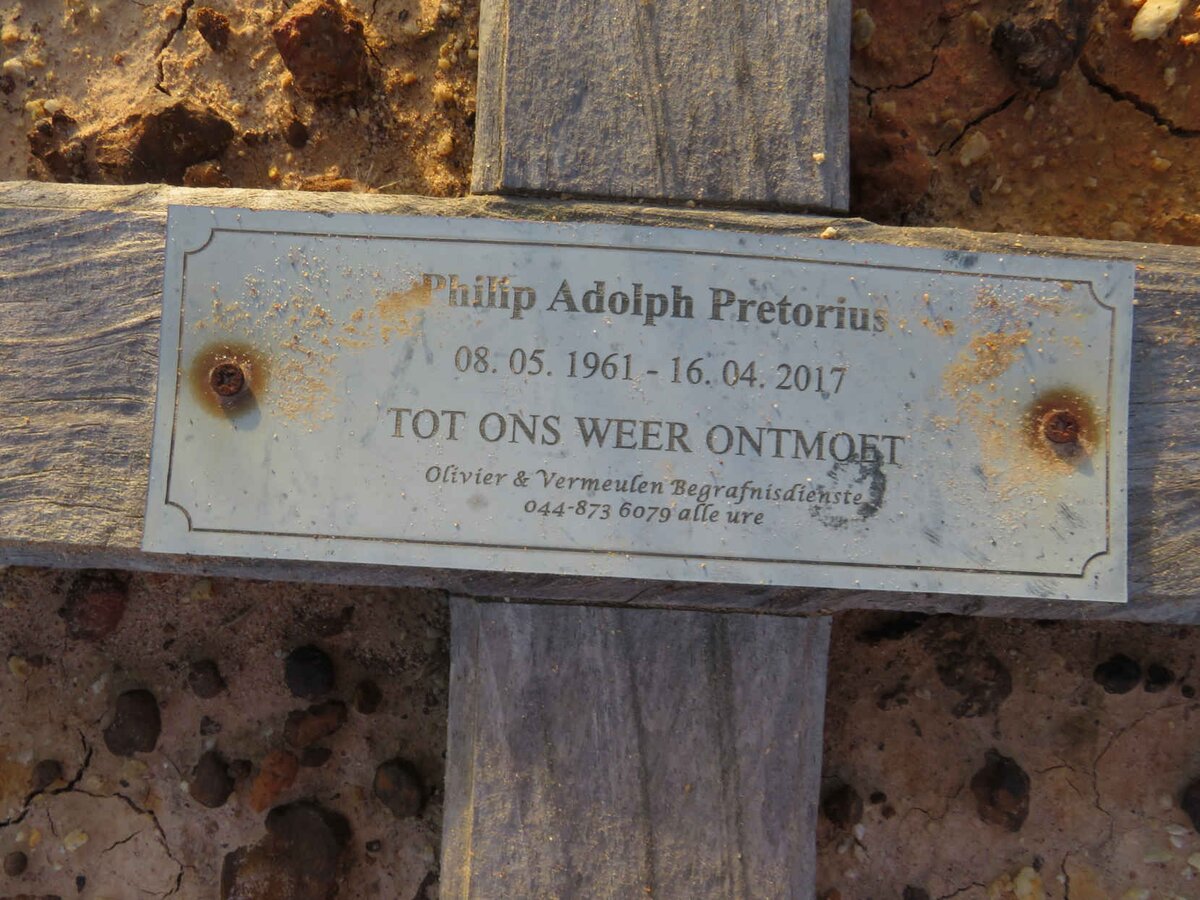 Philip Adolph Pretorius
08. 05. 1961 - 16. 04. 2017
TOT ONS WEER ONTMOET
Olivier & Vermeulen Begrafnisdienste
044-873 6079 alle ure